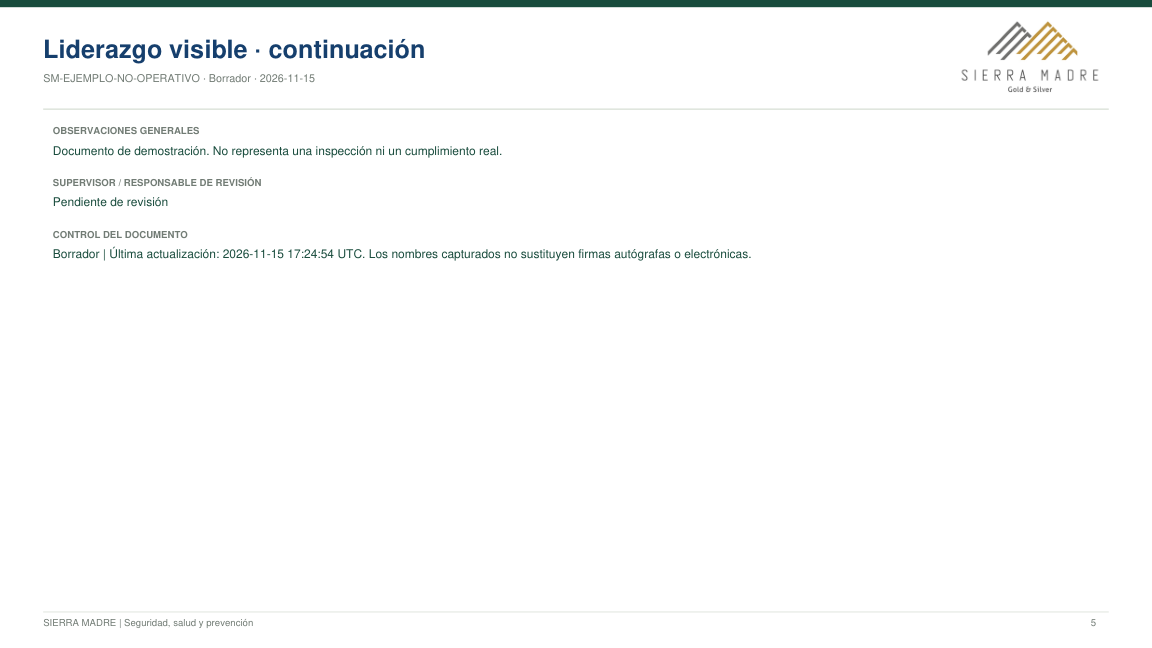 Liderazgo visible · continuación
SM-EJEMPLO-NO-OPERATIVO · Borrador · 2026-11-15
SIERRA MADRE
Gold & Silver
OBSERVACIONES GENERALES
Documento de demostración. No representa una inspección ni un cumplimiento real.
SUPERVISOR / RESPONSABLE DE REVISIÓN
Pendiente de revisión
CONTROL DEL DOCUMENTO
Borrador | Última actualización: 2026-11-15 17:24:54 UTC. Los nombres capturados no sustituyen firmas autógrafas o electrónicas.
SIERRA MADRE | Seguridad, salud y prevención
5